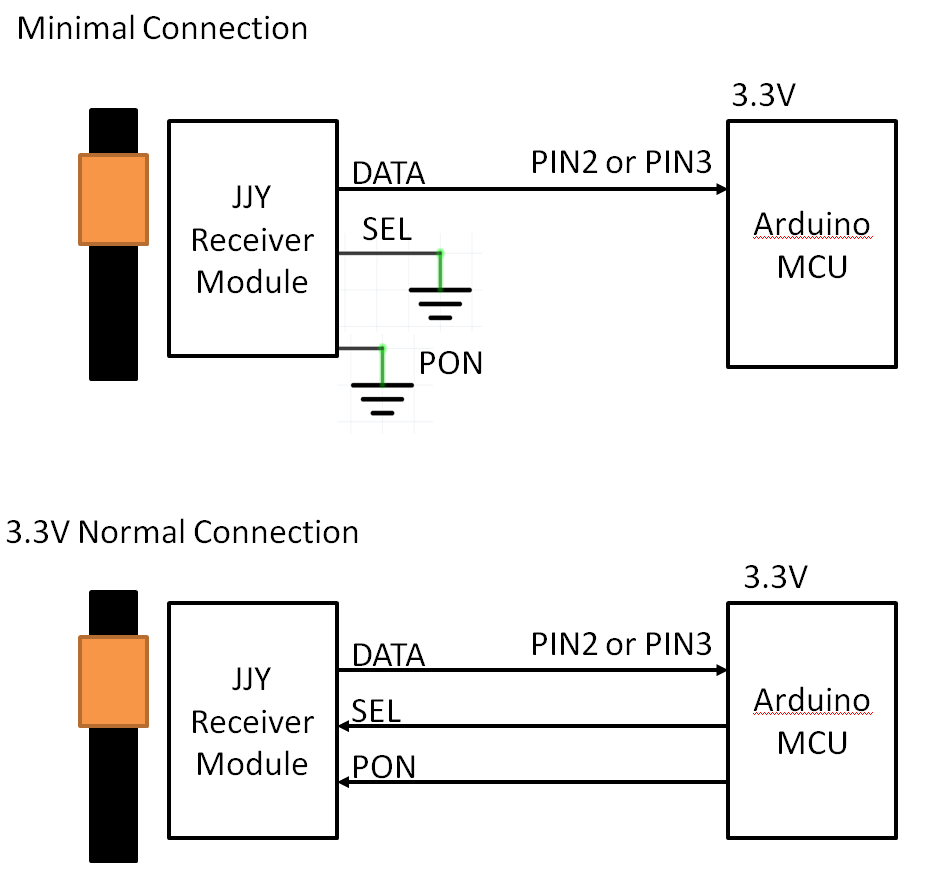 Minimal Connection
3.3V
DATA
PIN2 or PIN3
SEL
JJY
Receiver
Module
Arduino
MCU
PON
3.3V Normal Connection
3.3V
DATA
PIN2 or PIN3
SEL
JJY
Receiver
Module
Arduino
MCU
PON